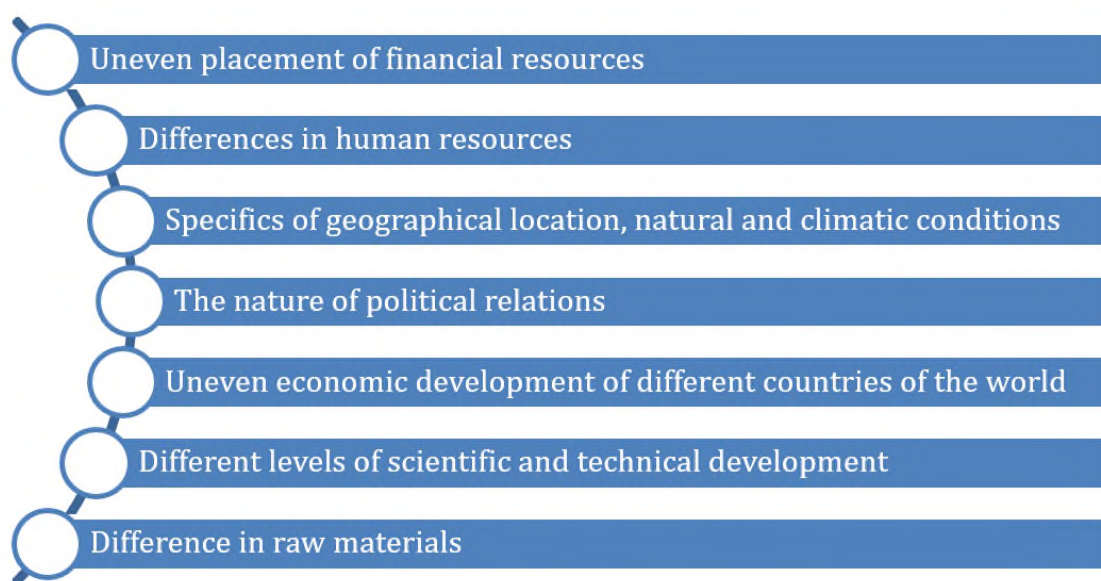 Uneven placement of financial resources
Differences in human resources
Specifics of geographical location, natural and climatic conditions
The nature of political relations
Uneven economic development of different countries of the world
Different levels of scientific and technical development
Difference in raw materials